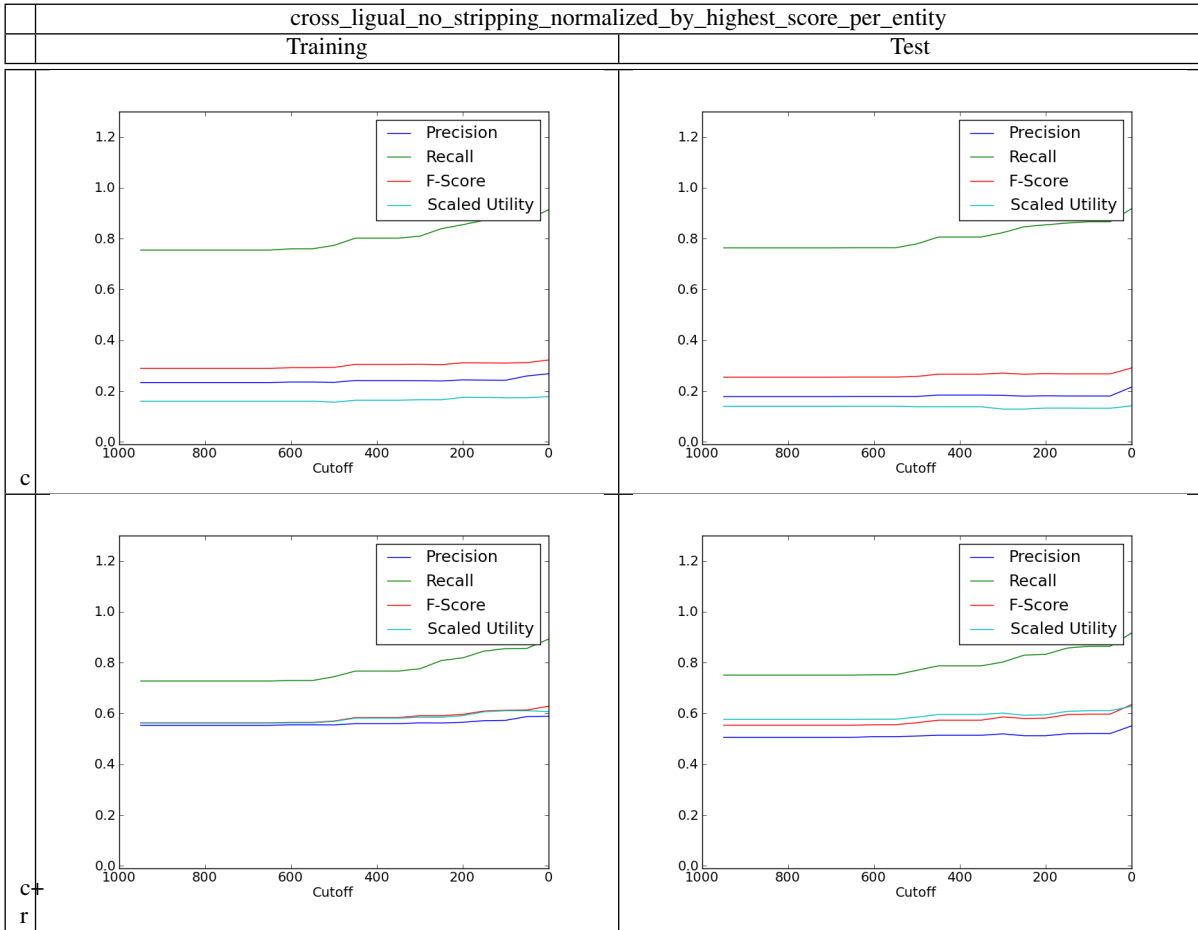 cross_ligual_no_stripping_normalized_by_highest_score_per_entity
Training Test
1.2
1.0
0.8
0.6
0.4
0.2
0.0
1000 800 600 400 200 0
Cutoff
Precision
Recall
F-Score
Scaled Utility
1.2
1.0
0.8
0.6
0.4
0.2
0.0
1000 800 600 400 200 0
Cutoff
Precision
Recall
F-Score
Scaled Utility
c
1.2
1.0
0.8
0.6
0.4
0.2
0.0
1000 800 600 400 200 0
Cutoff
Precision
Recall
F-Score
Scaled Utility
1.2
1.0
0.8
0.6
0.4
0.2
0.0
1000 800 600 400 200 0
Cutoff
Precision
Recall
F-Score
Scaled Utility
c+
r